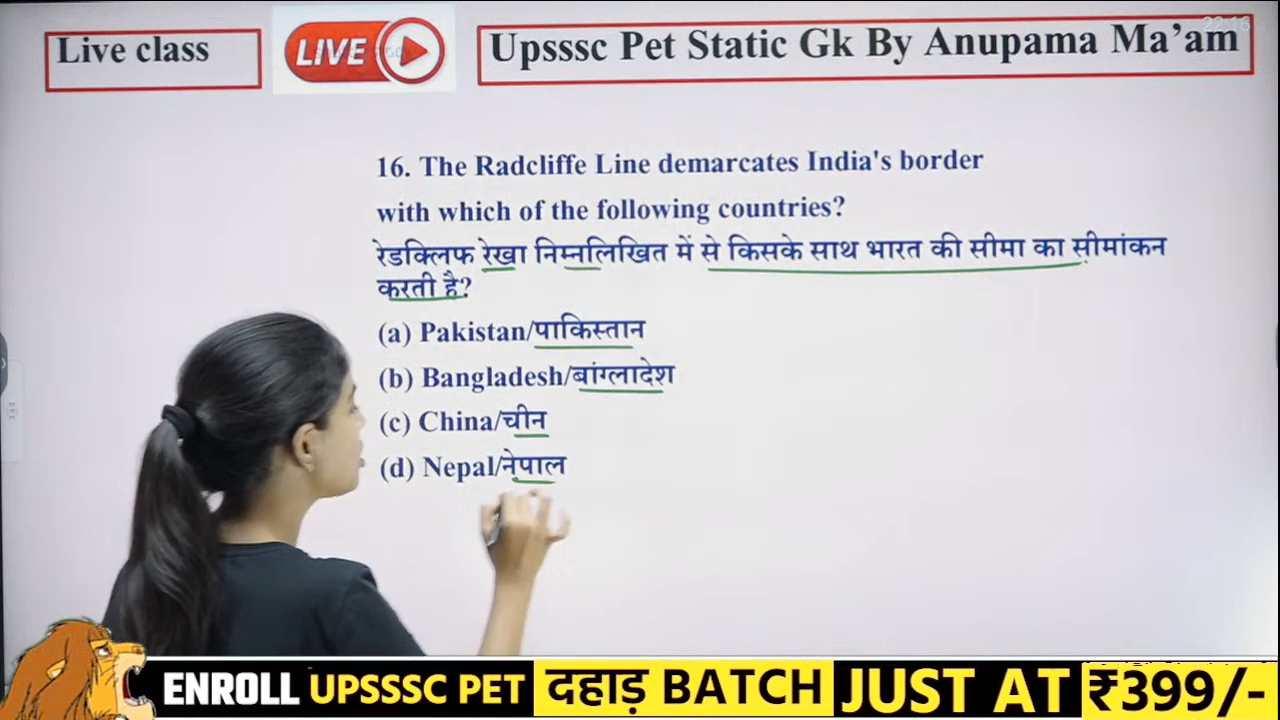 Live class
LIVE
Upsssc Pet Static Gk By Anupama Ma’am
22:16
16. The Radcliffe Line demarcates India's border
with which of the following countries?
रेडक्लिफ रेखा निम्नलिखित में से किसके साथ भारत की सीमा का सीमांकन
करती है?
(a) Pakistan/पाकिस्तान
(b) Bangladesh/बांग्लादेश
(c) China/चीन
(d) Nepal/नेपाल
ENROLL UPSSSC PET दहाड़ BATCH JUST AT ₹399/-